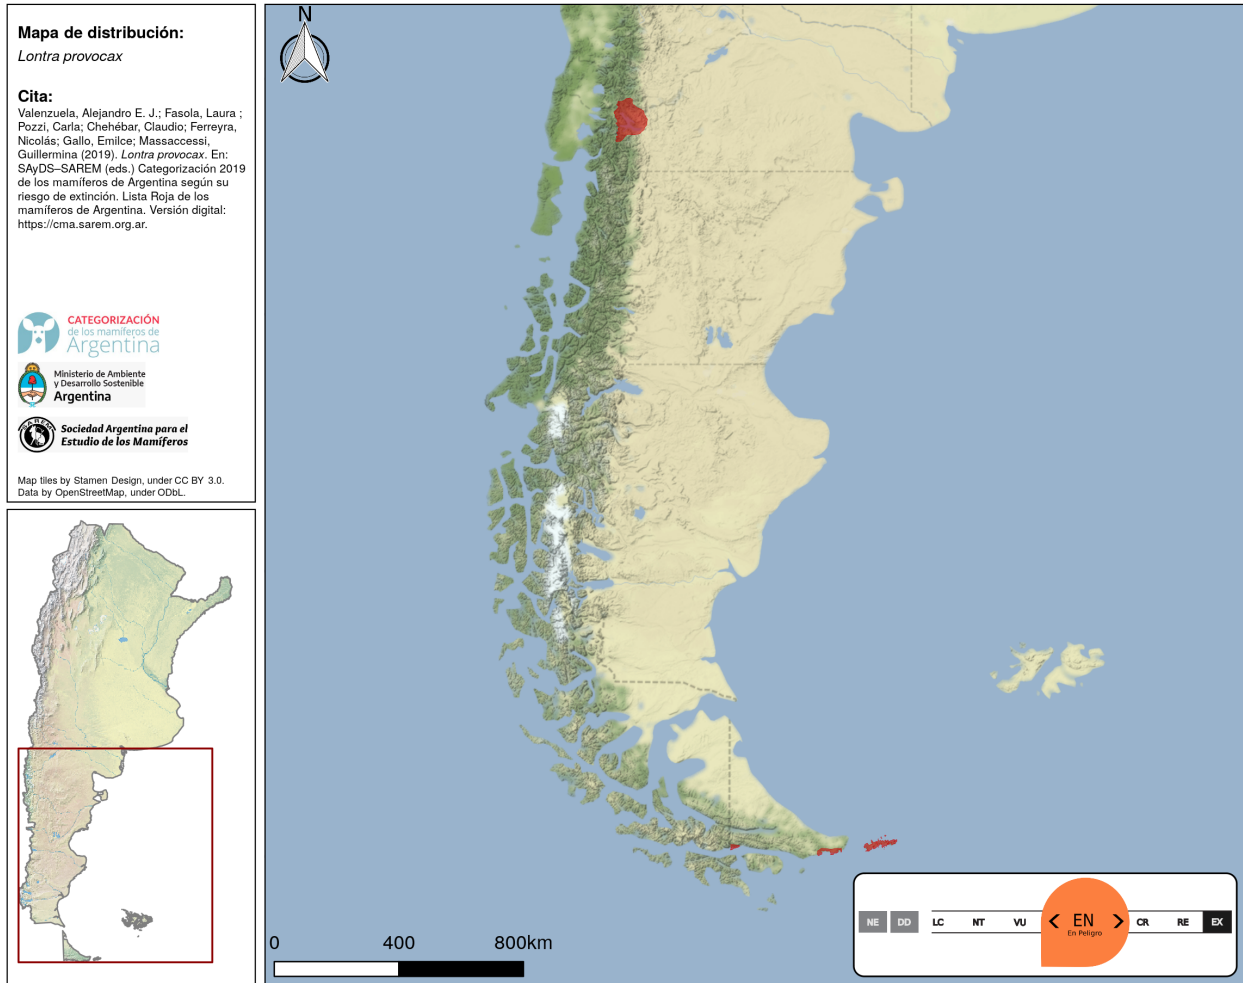 Mapa de distribución:
Lontra provocax
Cita:
Valenzuela, Alejandro E. J.; Fasola, Laura ;
Pozzi, Carla; Chehébar, Claudio; Ferreyra,
Nicolás; Gallo, Emilce; Massaccessi,
Guillermina (2019). Lontra provocax. En:
SAyDS–SAREM (eds.) Categorización 2019
de los mamíferos de Argentina según su
riesgo de extinción. Lista Roja de los
mamíferos de Argentina. Versión digital:
https://cma.sarem.org.ar.
CATEGORIZACIÓN
de los mamíferos de
Argentina
Ministerio de Ambiente
y Desarrollo Sostenible
Argentina
SAREM
Sociedad Argentina para el
Estudio de los Mamíferos
Map tiles by Stamen Design, under CC BY 3.0.
Data by OpenStreetMap, under ODbL.
N
0 400 800km
NE DD LC NT VU < EN > CR RE EX
En Peligro